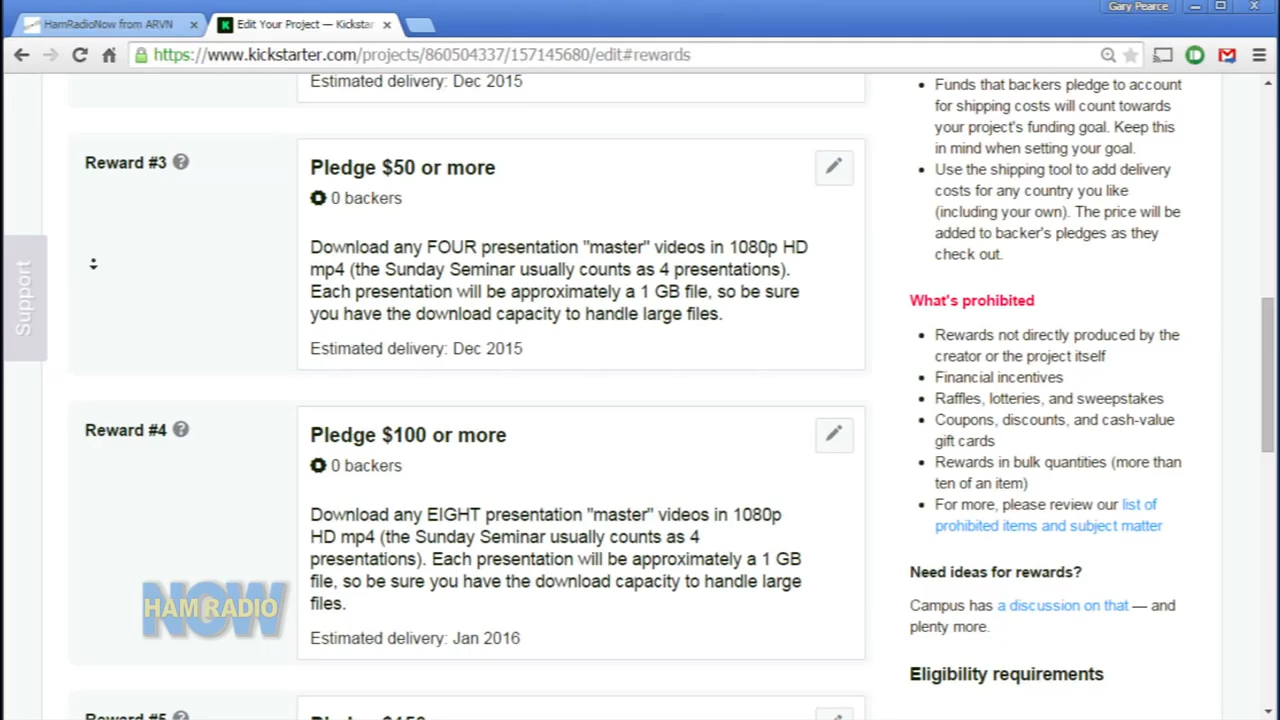 Gary Pearce
HamRadioNow from ARVN
Edit Your Project — Kickstar
https://www.kickstarter.com/projects/860504337/157145680/edit#rewards
Estimated delivery: Dec 2015
Reward #3
Pledge $50 or more
0 backers
Download any FOUR presentation "master" videos in 1080p HD
mp4 (the Sunday Seminar usually counts as 4 presentations).
Each presentation will be approximately a 1 GB file, so be sure
you have the download capacity to handle large files.
Estimated delivery: Dec 2015
Support
Reward #4
Pledge $100 or more
0 backers
Download any EIGHT presentation "master" videos in 1080p
HD mp4 (the Sunday Seminar usually counts as 4
presentations). Each presentation will be approximately a 1 GB
file, so be sure you have the download capacity to handle large
files.
Estimated delivery: Jan 2016
HAM RADIO
NOW
Reward #5
Pledge $150
Funds that backers pledge to account
for shipping costs will count towards
your project's funding goal. Keep this
in mind when setting your goal.
Use the shipping tool to add delivery
costs for any country you like
(including your own). The price will be
added to backer's pledges as they
check out.
What's prohibited
Rewards not directly produced by the
creator or the project itself
Financial incentives
Raffles, lotteries, and sweepstakes
Coupons, discounts, and cash-value
gift cards
Rewards in bulk quantities (more than
ten of an item)
For more, please review our list of
prohibited items and subject matter
Need ideas for rewards?
Campus has a discussion on that — and
plenty more.
Eligibility requirements